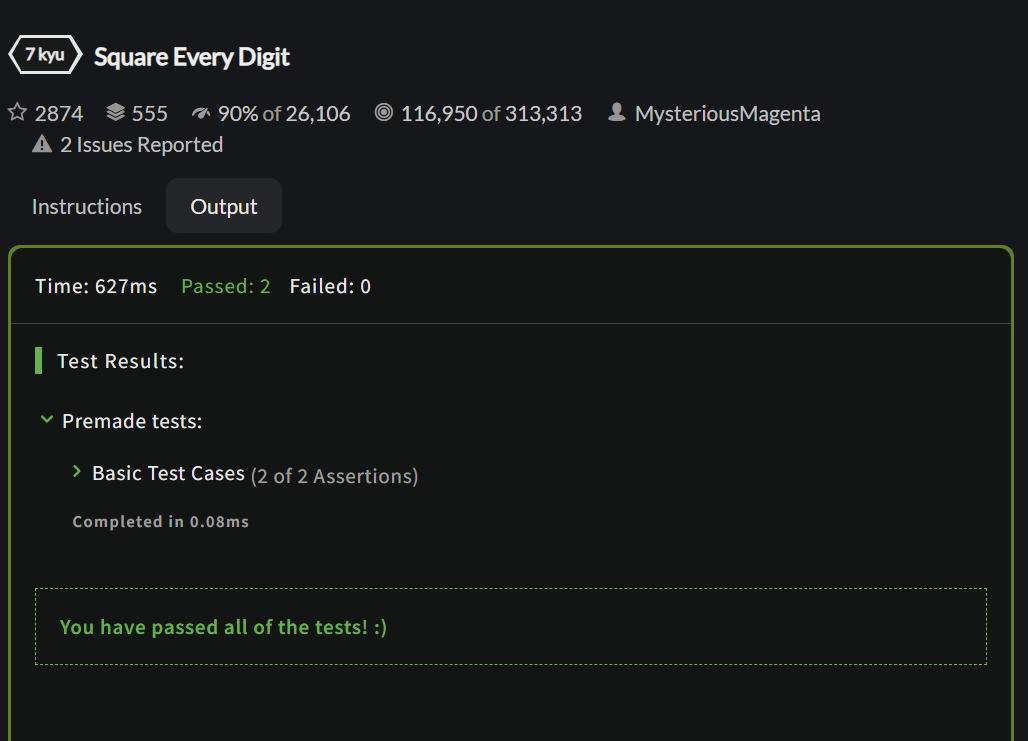 7 kyu Square Every Digit
2874 555 90% of 26,106 116,950 of 313,313 MysteriousMagenta
2 Issues Reported
Instructions Output
Time: 627ms Passed: 2 Failed: 0
Test Results:
Premade tests:
Basic Test Cases (2 of 2 Assertions)
Completed in 0.08ms
You have passed all of the tests! :)